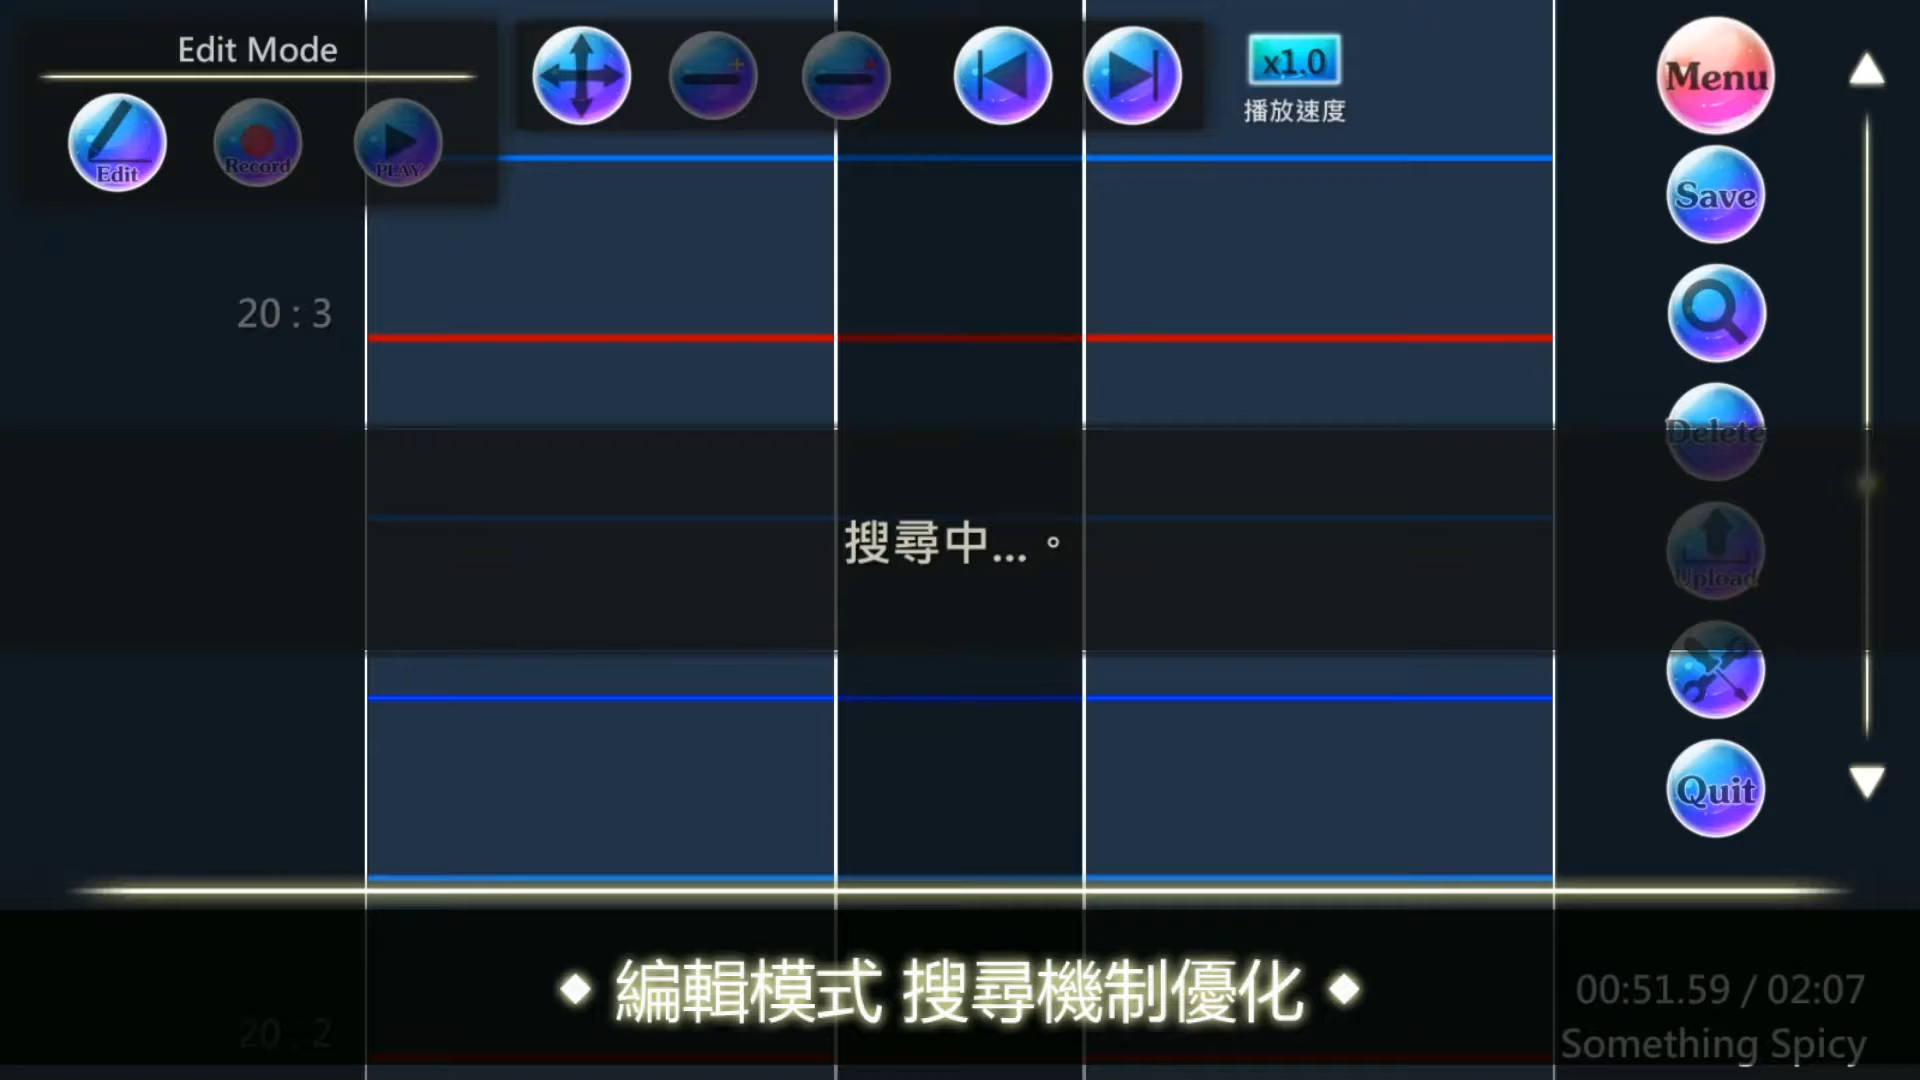 Edit Mode
Edit
Record
PLAY
x1.0
播放速度
Menu
Save
20 : 3
Delete
搜尋中...。
Upload
Quit
◆ 編輯模式 搜尋機制優化 ◆
00:51.59 / 02:07
20 : 2
Something Spicy